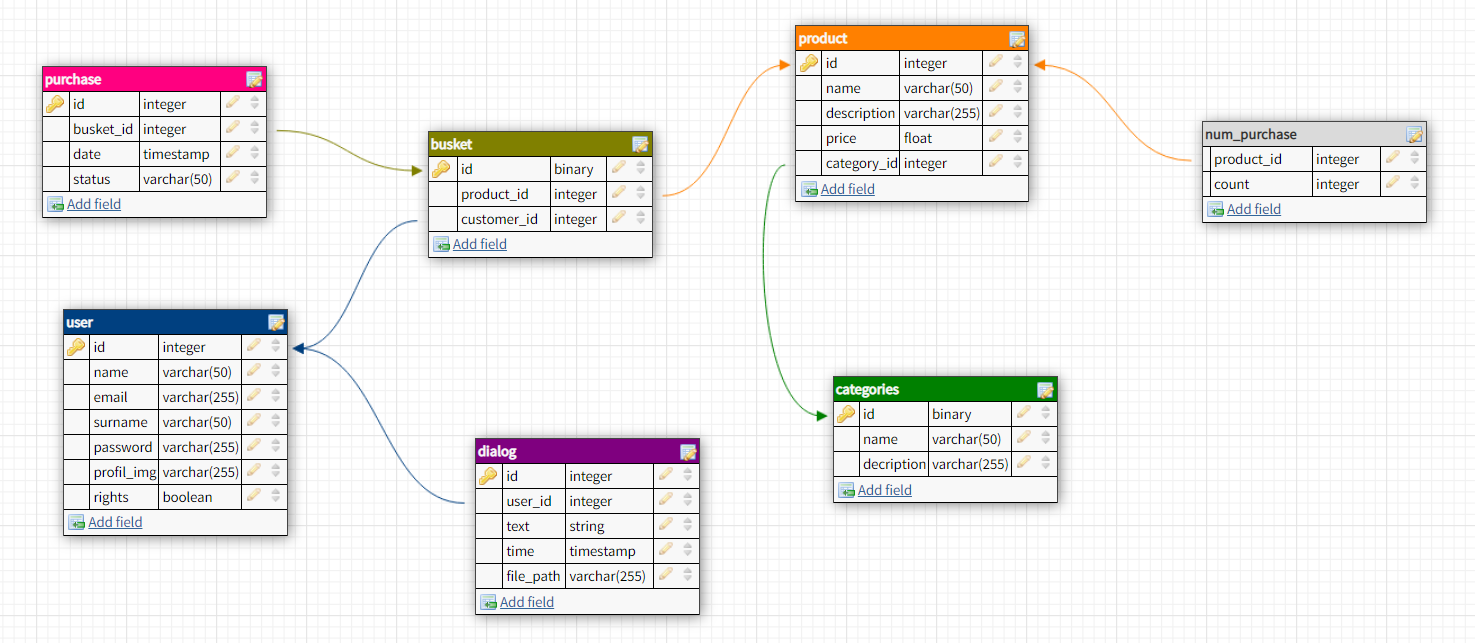 purchase
id integer
busket_id integer
date timestamp
status varchar(50)
Add field
busket
id binary
product_id integer
customer_id integer
Add field
product
id integer
name varchar(50)
description varchar(255)
price float
category_id integer
Add field
num_purchase
product_id integer
count integer
Add field
user
id integer
name varchar(50)
email varchar(255)
surname varchar(50)
password varchar(255)
profil_img varchar(255)
rights boolean
Add field
dialog
id integer
user_id integer
text string
time timestamp
file_path varchar(255)
Add field
categories
id binary
name varchar(50)
decription varchar(255)
Add field